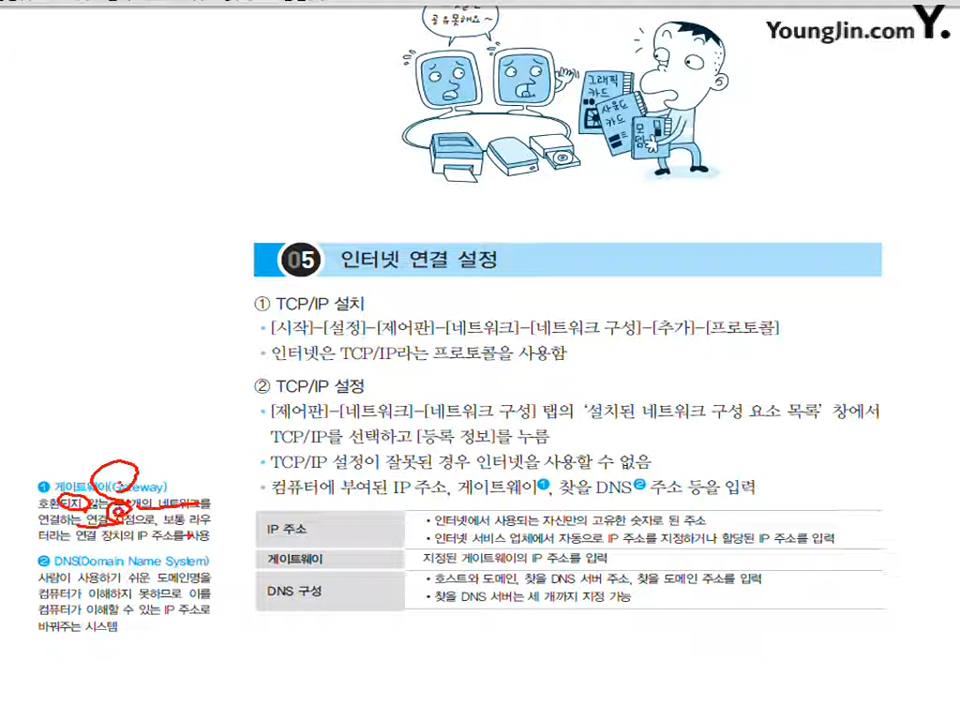 공유못해요~
YoungJin.com Y.
그래픽
카드
사운드
카드
모뎀
05 인터넷 연결 설정
① TCP/IP 설치
• [시작]-[설정]-[제어판]-[네트워크]-[네트워크 구성]-[추가]-[프로토콜]
• 인터넷은 TCP/IP라는 프로토콜을 사용함
② TCP/IP 설정
• [제어판]-[네트워크]-[네트워크 구성] 탭의 ‘설치된 네트워크 구성 요소 목록’ 창에서
TCP/IP를 선택하고 [등록 정보]를 누름
• TCP/IP 설정이 잘못된 경우 인터넷을 사용할 수 없음
• 컴퓨터에 부여된 IP 주소, 게이트웨이❶, 찾을 DNS❷ 주소 등을 입력
IP 주소
• 인터넷에서 사용되는 자신만의 고유한 숫자로 된 주소
• 인터넷 서비스 업체에서 자동으로 IP 주소를 지정하거나 할당된 IP 주소를 입력
게이트웨이
지정된 게이트웨이의 IP 주소를 입력
DNS 구성
• 호스트와 도메인, 찾을 DNS 서버 주소, 찾을 도메인 주소를 입력
• 찾을 DNS 서버는 세 개까지 지정 가능
❶ 게이트웨이(Gateway)
호환되지 않는 개의 네트워크를
연결하는 연결 지점으로, 보통 라우
터라는 연결 장치의 IP 주소를 사용
❷ DNS(Domain Name System)
사람이 사용하기 쉬운 도메인명을
컴퓨터가 이해하지 못하므로 이를
컴퓨터가 이해할 수 있는 IP 주소로
바꿔주는 시스템